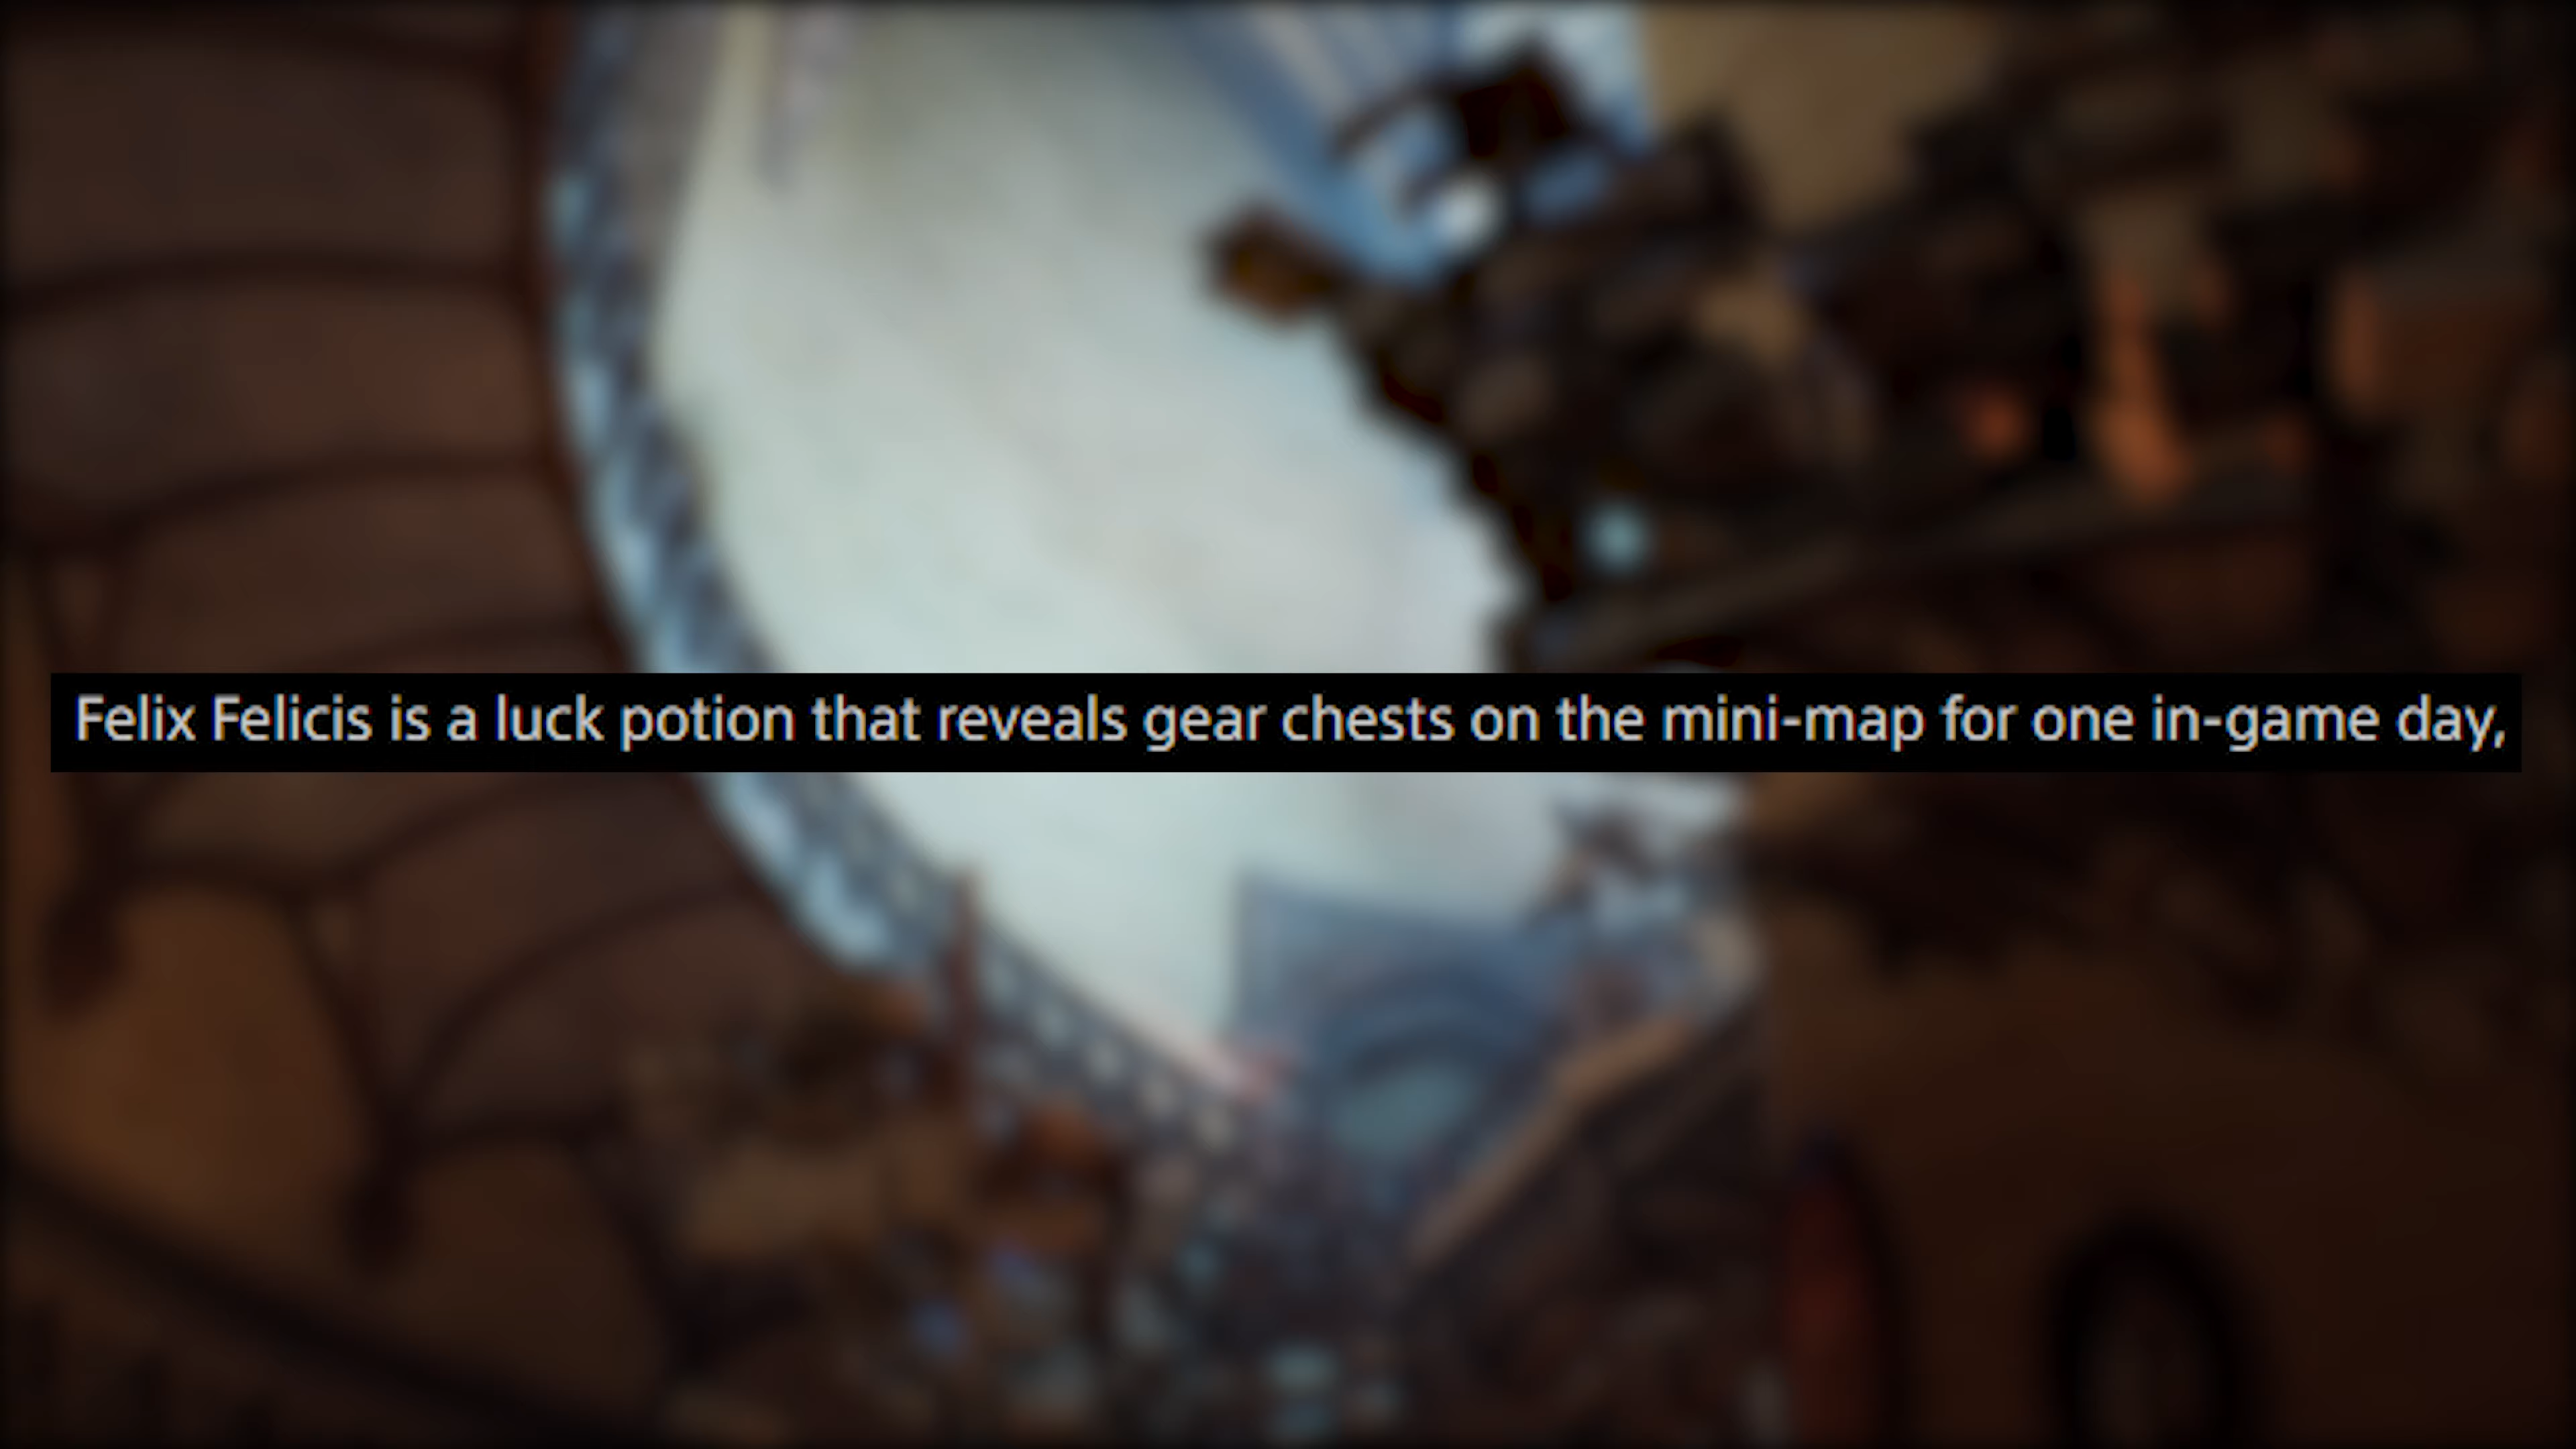 Felix Felicis is a luck potion that reveals gear chests on the mini-map for one in-game day,